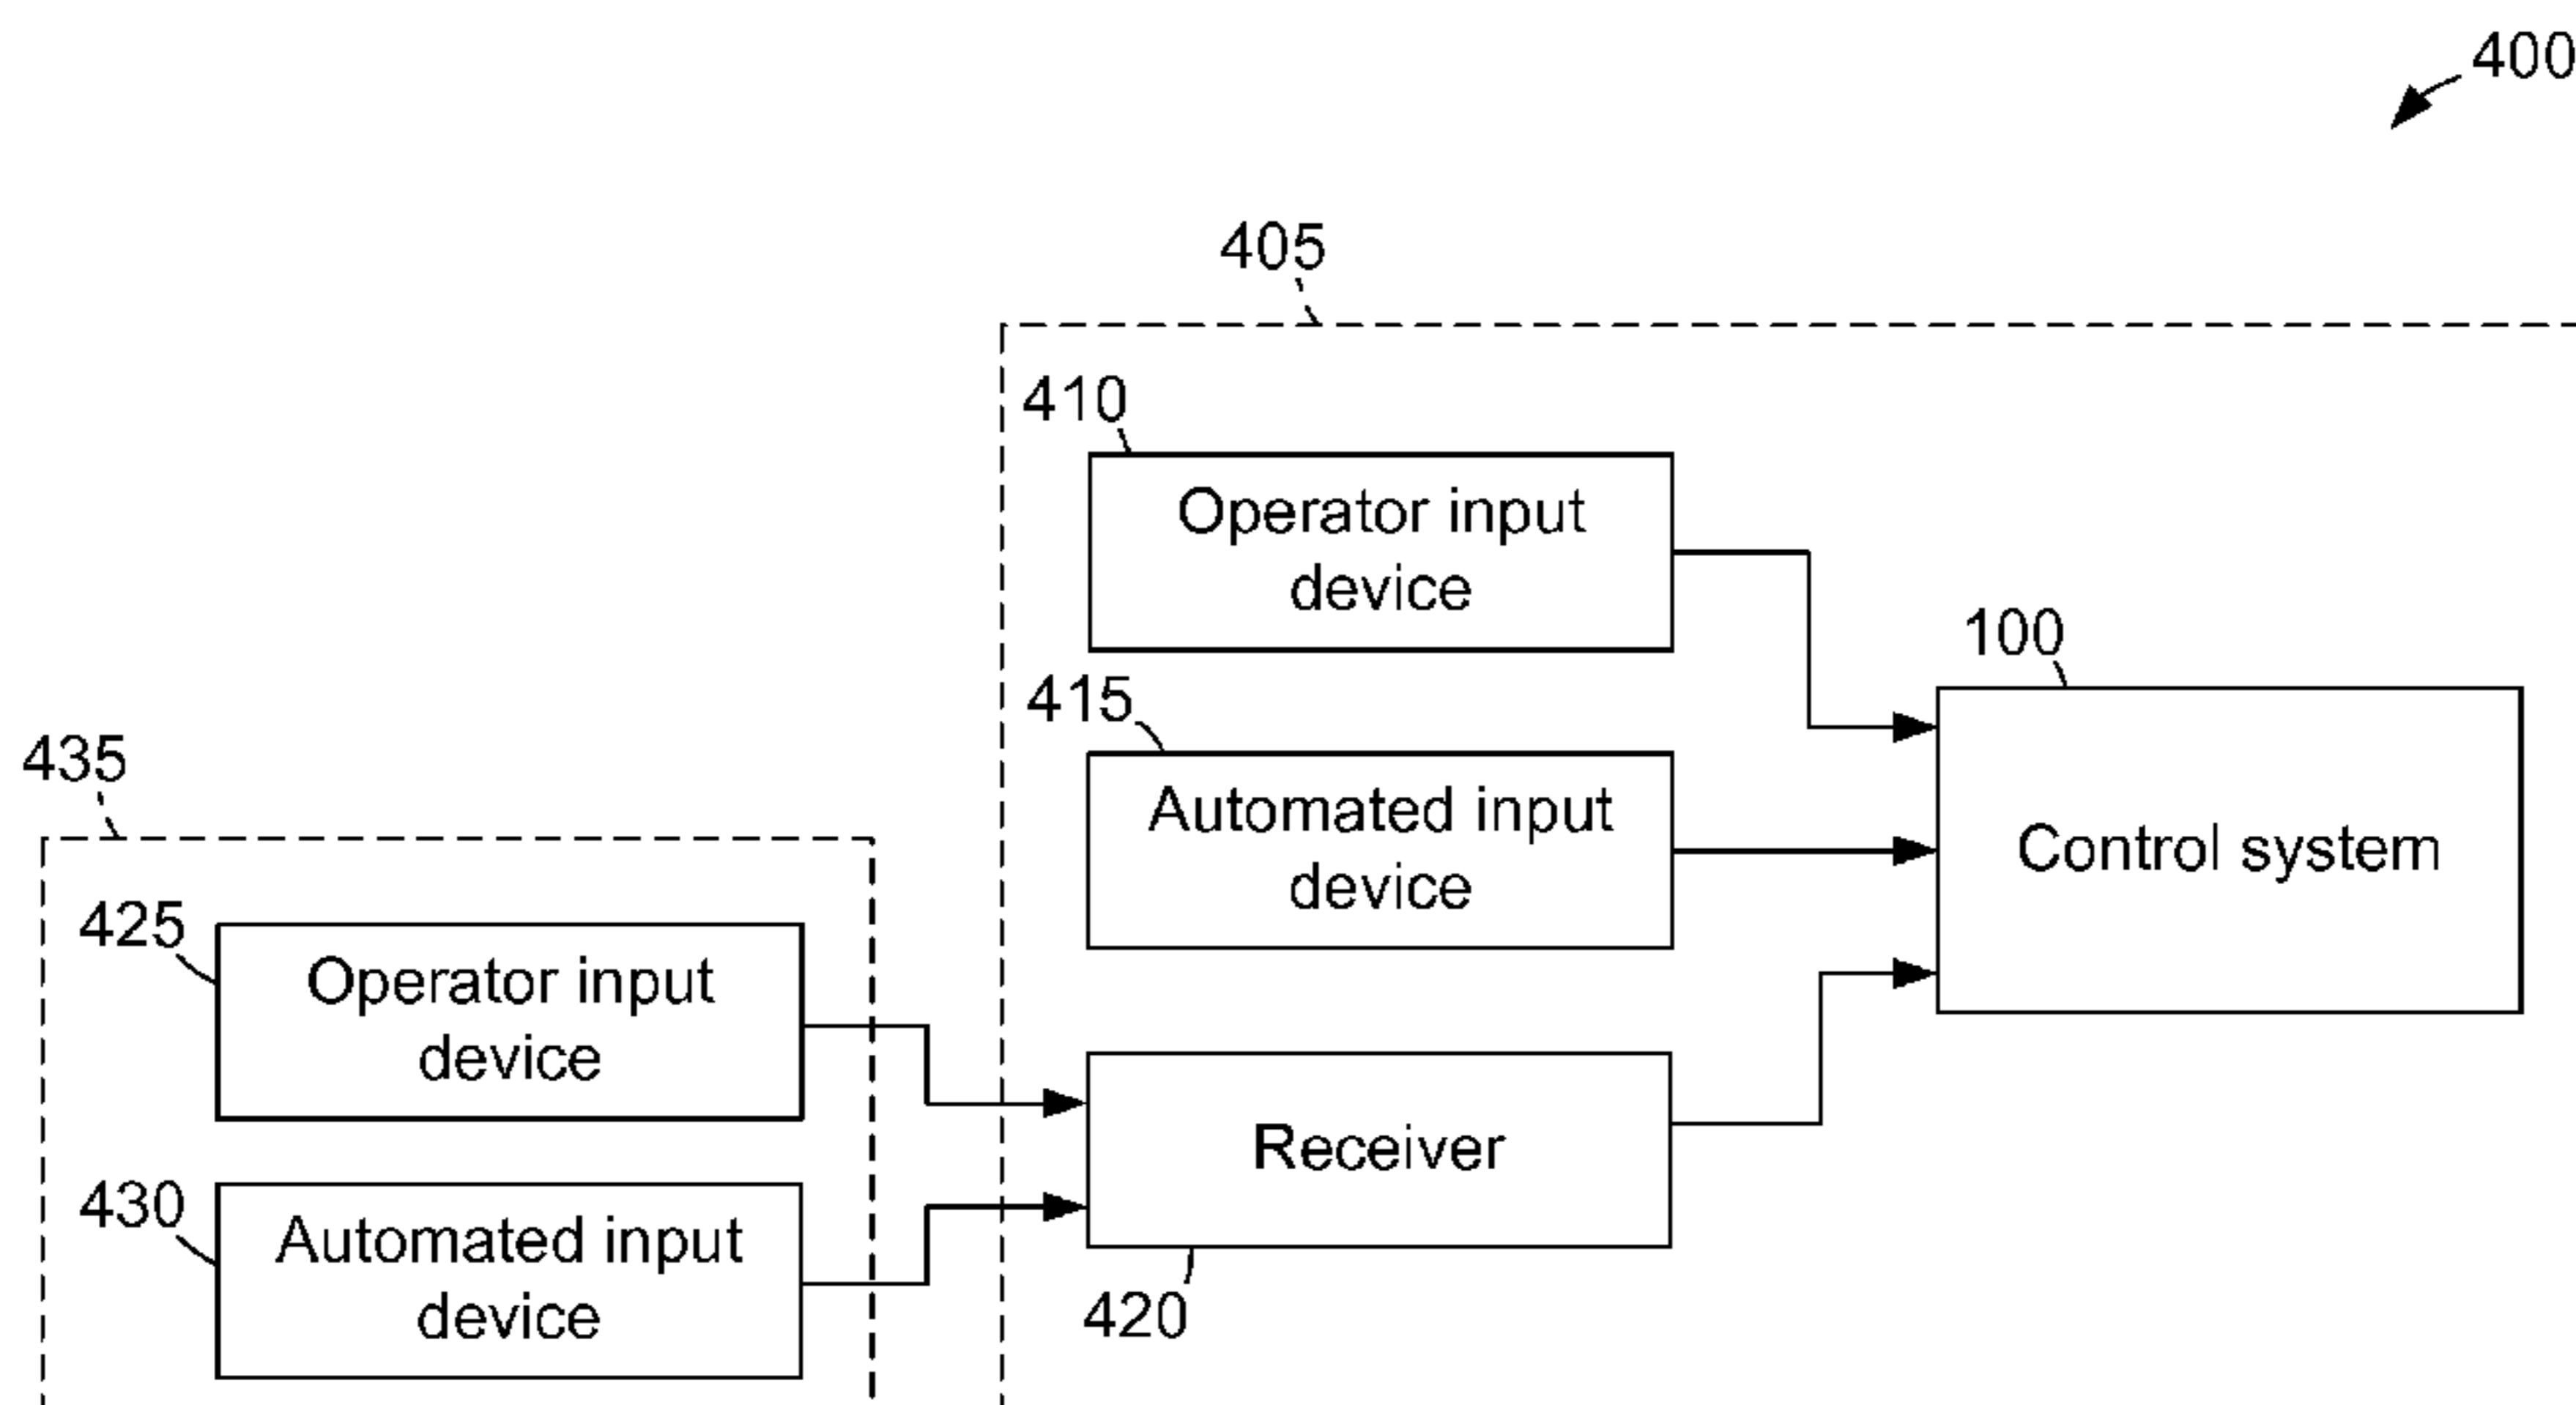 400
405
410
Operator input
device
100
415
Automated input
device
Control system
435
425
Operator input
device
Receiver
430
Automated input
device
420